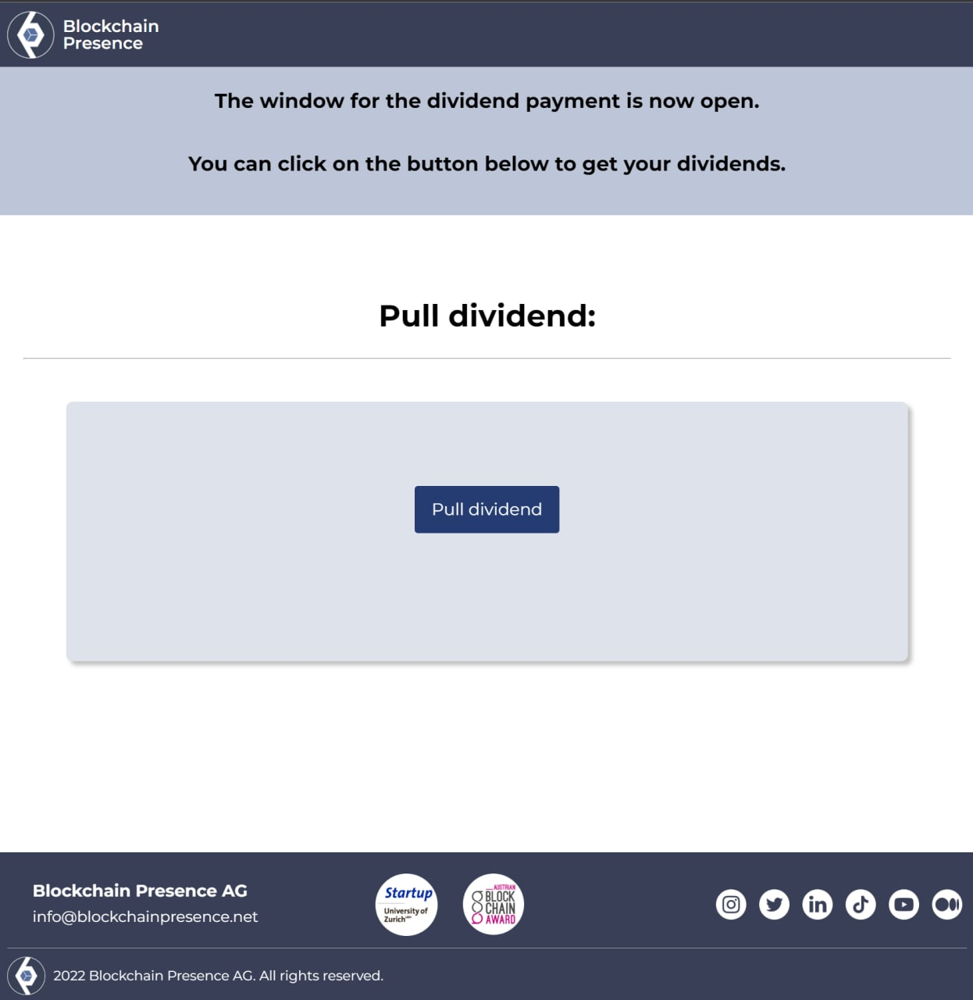 Blockchain
Presence
The window for the dividend payment is now open.
You can click on the button below to get your dividends.
Pull dividend:
Pull dividend
Blockchain Presence AG
info@blockchainpresence.net
Startup
University of
Zurich
AUSTRIAN
BLOCK
CHAIN
AWARD
in
2022 Blockchain Presence AG. All rights reserved.